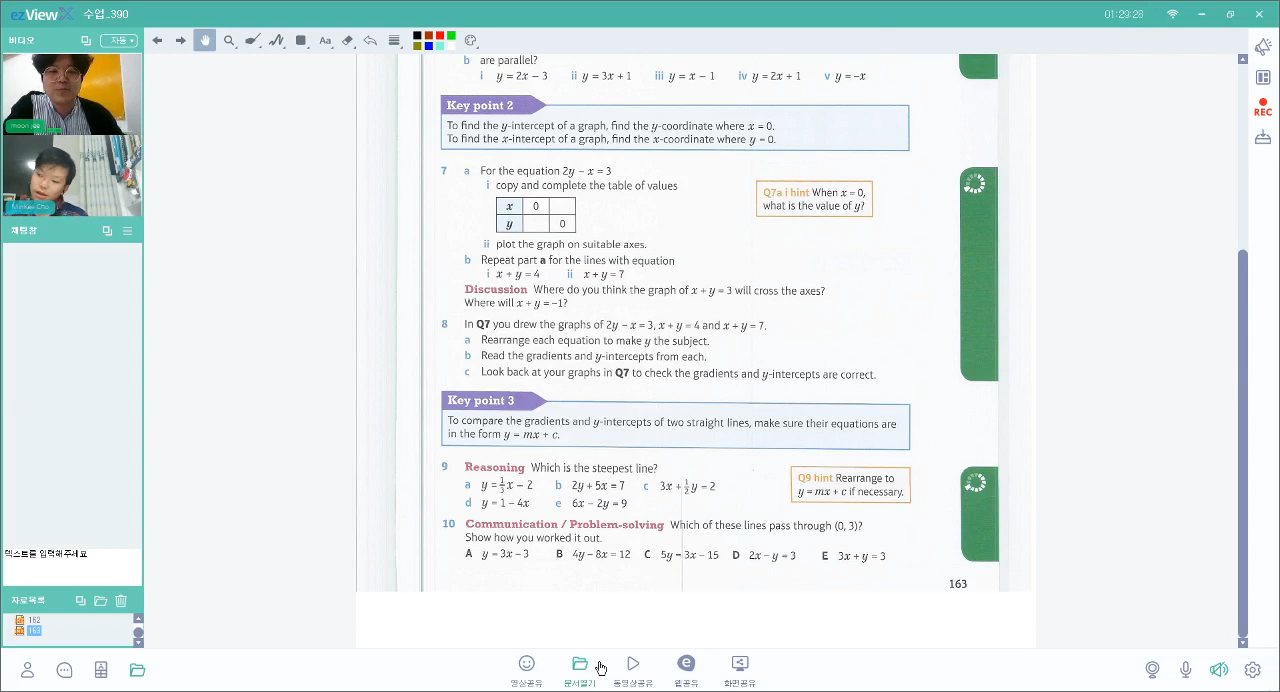 ezViewX 수업_390
01:29:28
비디오
자동
moon jae
Minjae Cho
채팅창
텍스트를 입력해주세요
자료목록
162
163
Aa
REC
b are parallel?
i y = 2x − 3 ii y = 3x + 1 iii y = x − 1 iv y = 2x + 1 v y = −x
Key point 2
To find the y-intercept of a graph, find the y-coordinate where x = 0.
To find the x-intercept of a graph, find the x-coordinate where y = 0.
7 a For the equation 2y − x = 3
i copy and complete the table of values
x 0
y 0
Q7a i hint When x = 0,
what is the value of y?
ii plot the graph on suitable axes.
b Repeat part a for the lines with equation
i x + y = 4 ii x + y = 7
Discussion Where do you think the graph of x + y = 3 will cross the axes?
Where will x + y = −1?
8 In Q7 you drew the graphs of 2y − x = 3, x + y = 4 and x + y = 7.
a Rearrange each equation to make y the subject.
b Read the gradients and y-intercepts from each.
c Look back at your graphs in Q7 to check the gradients and y-intercepts are correct.
Key point 3
To compare the gradients and y-intercepts of two straight lines, make sure their equations are
in the form y = mx + c.
9 Reasoning Which is the steepest line?
a y = ⅓x − 2 b 2y + 5x = 7 c 3x + ½y = 2
d y = 1 − 4x e 6x − 2y = 9
Q9 hint Rearrange to
y = mx + c if necessary.
10 Communication / Problem-solving Which of these lines pass through (0, 3)?
Show how you worked it out.
A y = 3x − 3 B 4y − 8x = 12 C 5y − 3x − 15 D 2x − y = 3 E 3x + y = 3
163
영상공유 문서열기 동영상공유 웹공유 화면공유